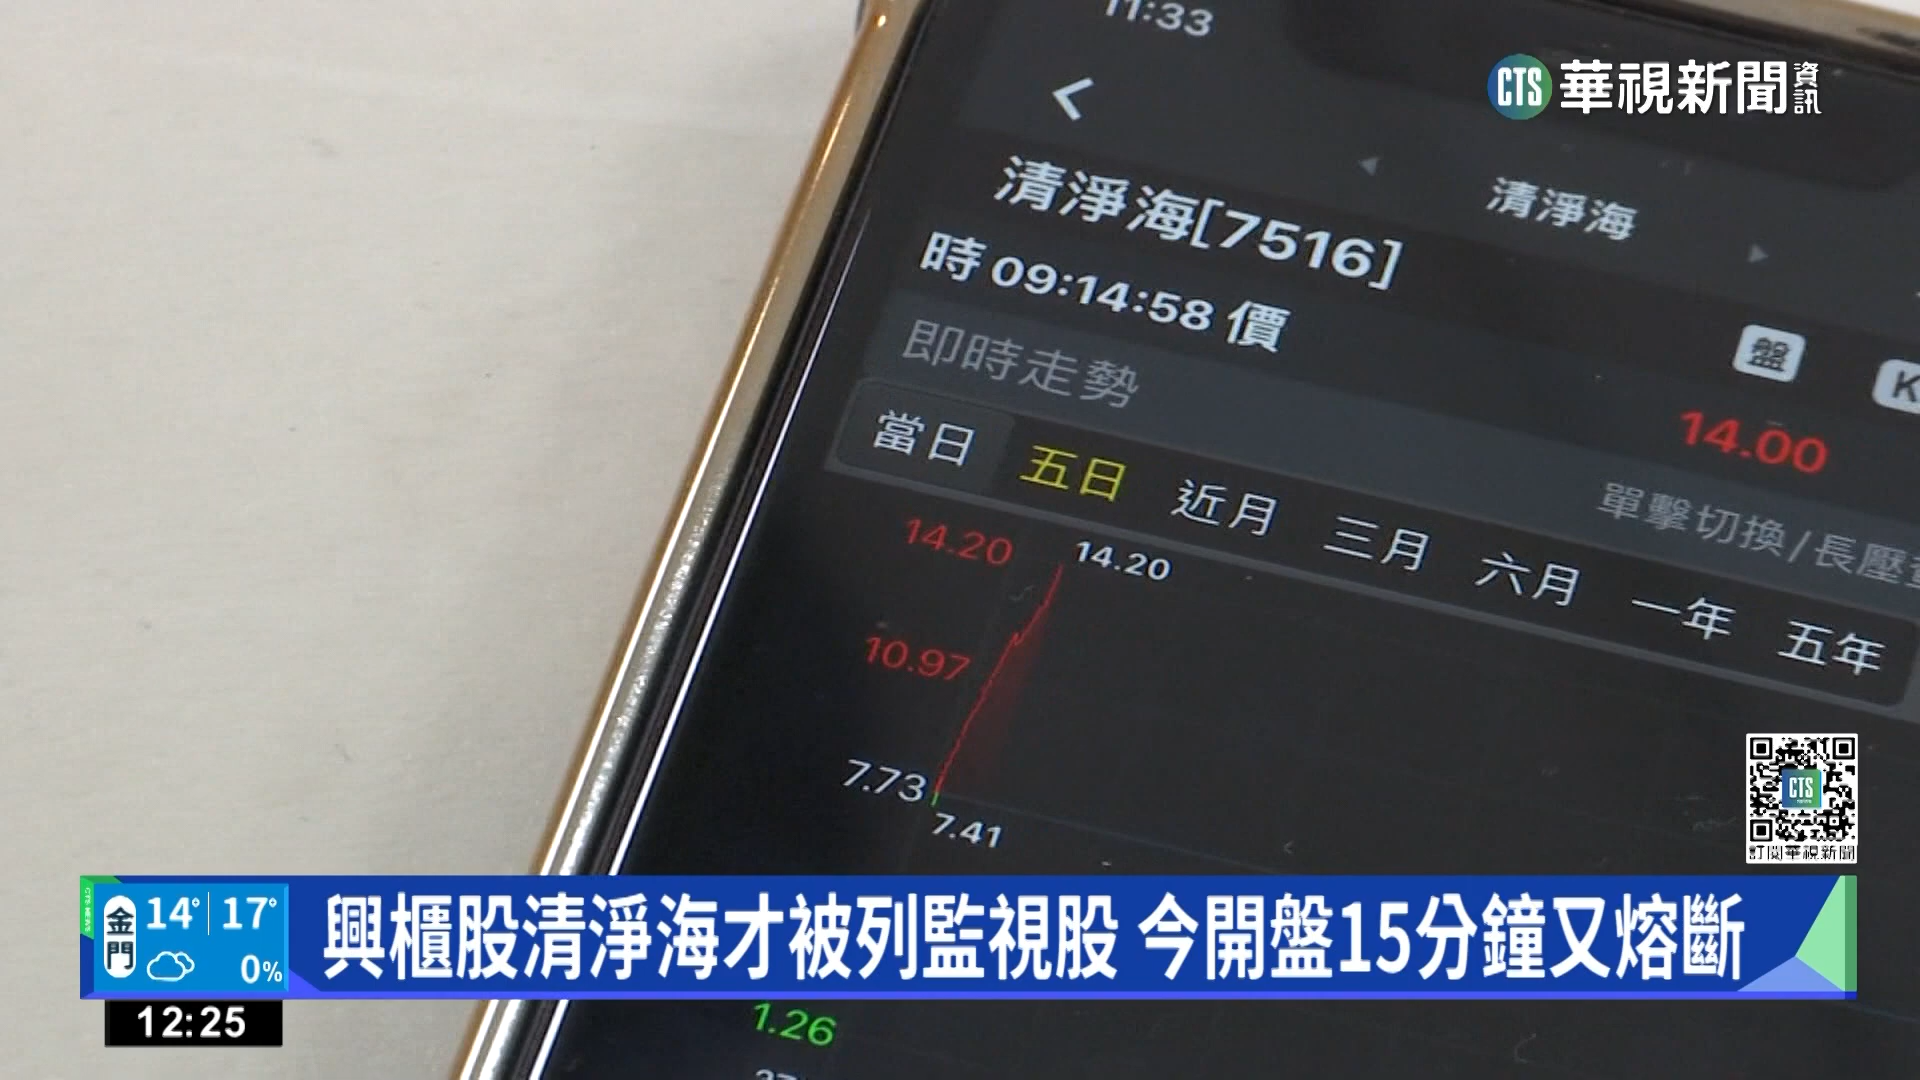 11:33
CTS 華視新聞資訊
清淨海
清淨海[7516]
時 09:14:58 價
盤
14.00
即時走勢
單擊切換/長壓
當日 五日 近月 三月 六月 一年 五年
14.20
14.20
10.97
7.73
7.41
CTS
訂閱華視新聞
金門
14° 17°
0%
興櫃股清淨海才被列監視股 今開盤15分鐘又熔斷
12:25
1.26